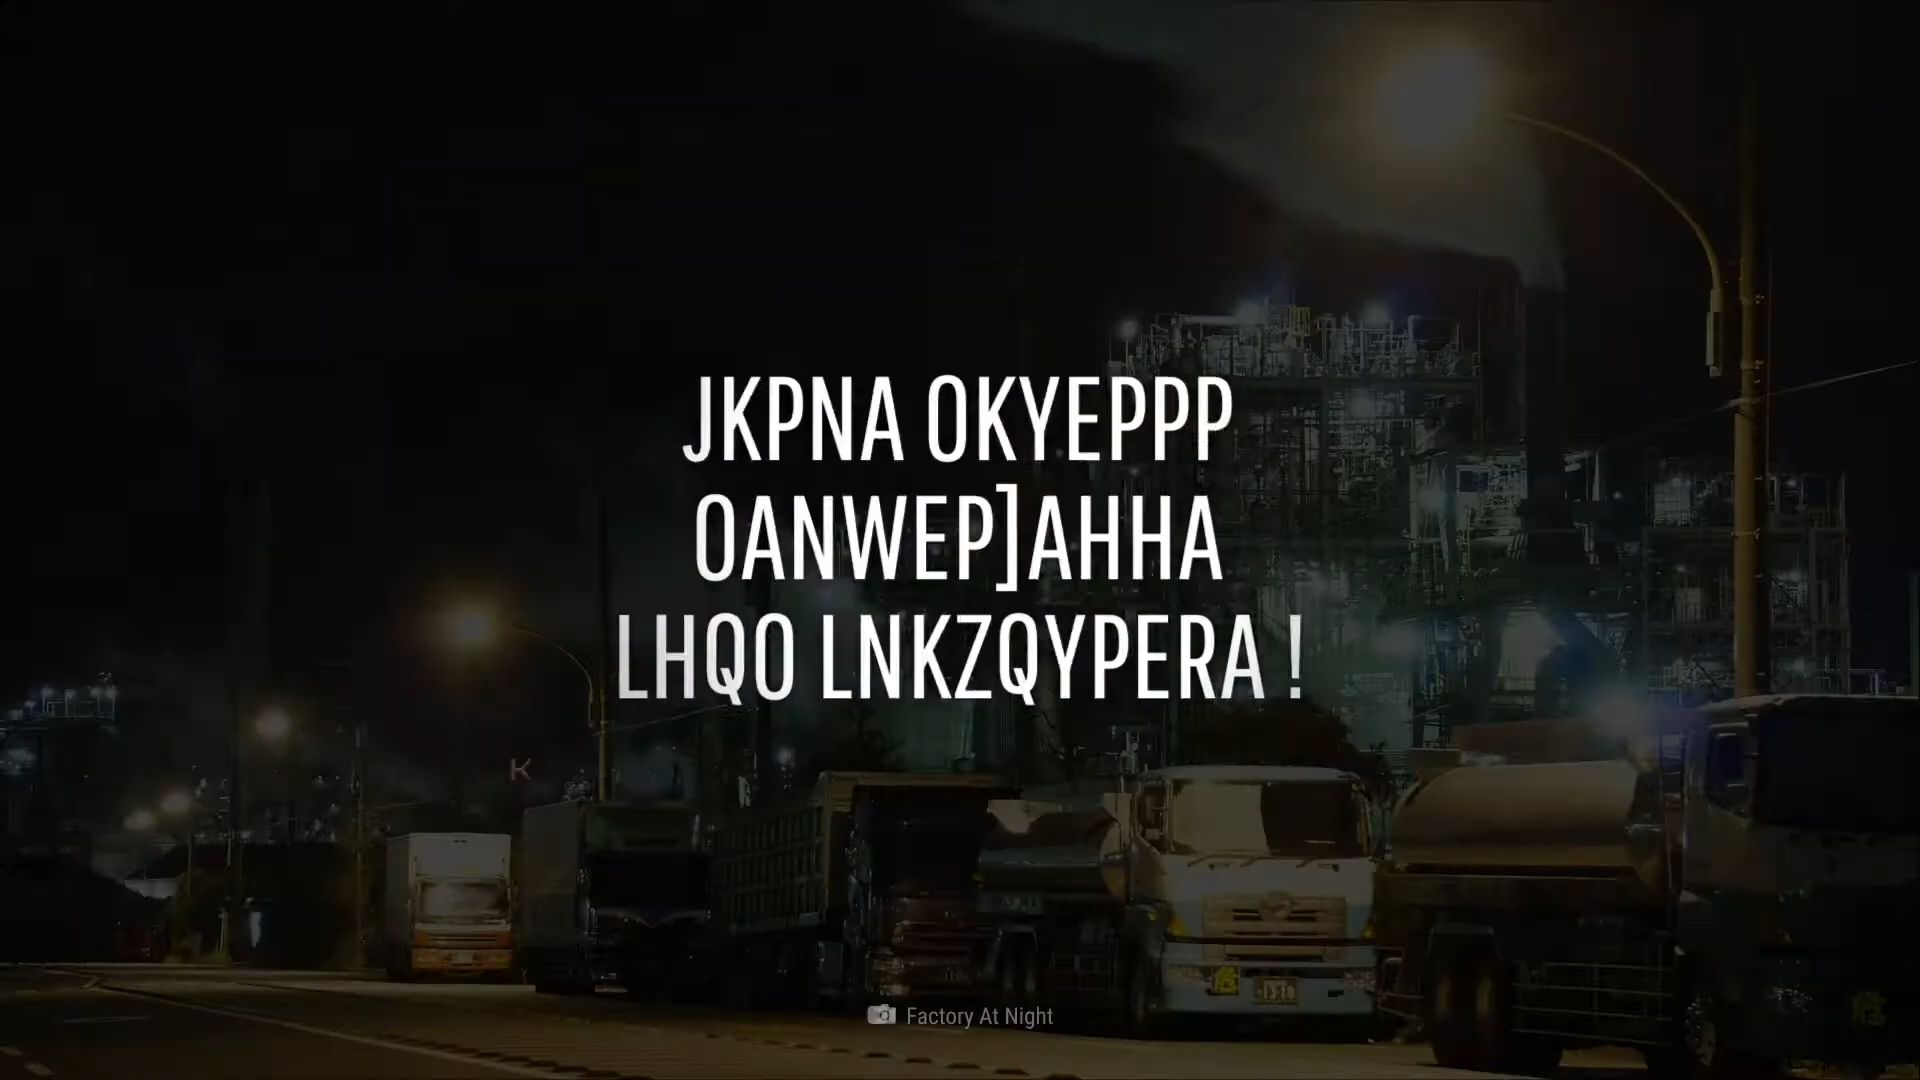 JKPNA OKYEPPP
OANWEP]AHHA
LHQO LNKZQYPERA !
K
Factory At Night